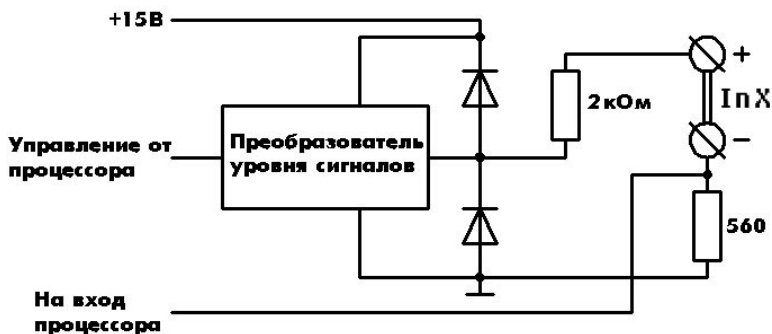 +15В
+
2кОм
InX
Управление от
процессора
Преобразователь
уровня сигналов
−
560
На вход
процессора